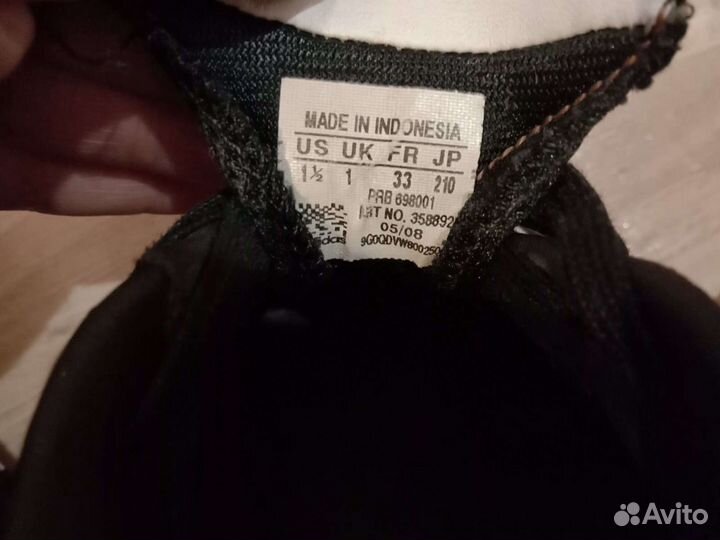 MADE IN INDONESIA
US UK FR JP
1½ 1 33 210
PRB 698001
ART NO. 358892
05/08
Avito